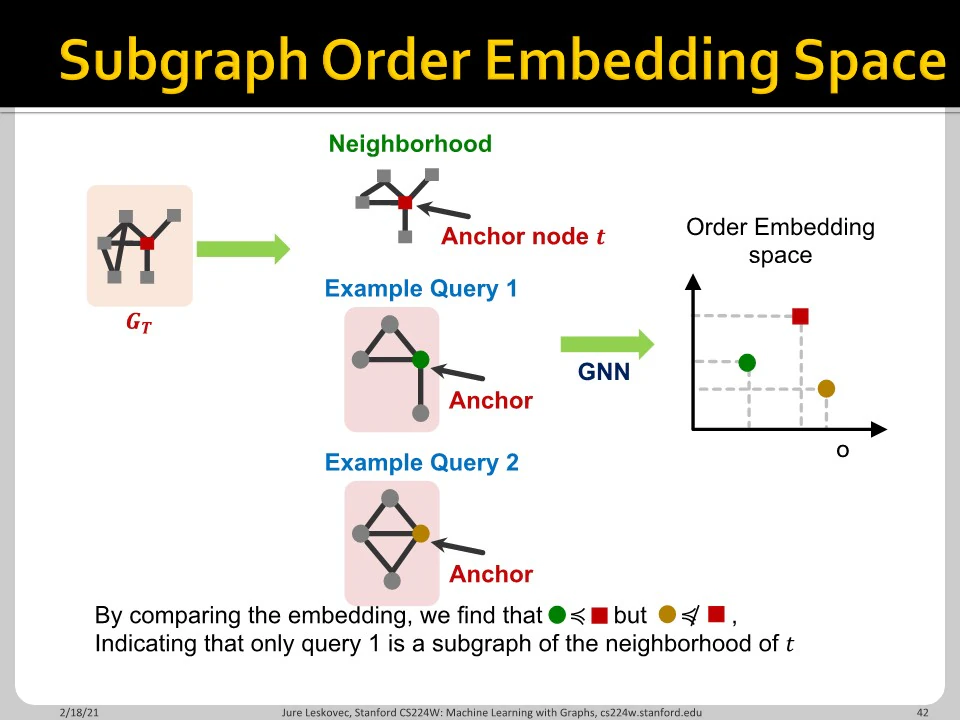 Subgraph Order Embedding Space
Neighborhood
Anchor node t
G_T
Example Query 1
Anchor
Example Query 2
Anchor
GNN
Order Embedding
space
o
By comparing the embedding, we find that ≼ but ⋠ ,
Indicating that only query 1 is a subgraph of the neighborhood of t
2/18/21
Jure Leskovec, Stanford CS224W: Machine Learning with Graphs, cs224w.stanford.edu
42